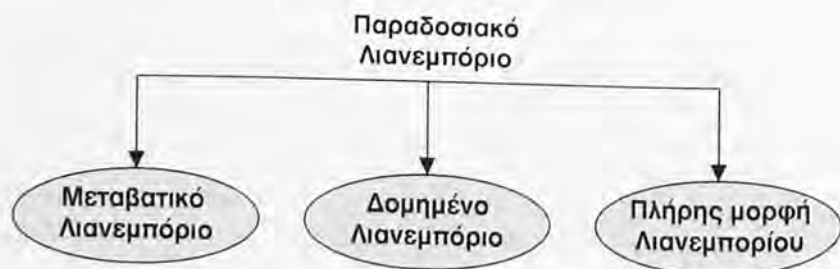 Παραδοσιακό
Λιανεμπόριο
Μεταβατικό
Λιανεμπόριο
Δομημένο
Λιανεμπόριο
Πλήρης μορφή
Λιανεμπορίου